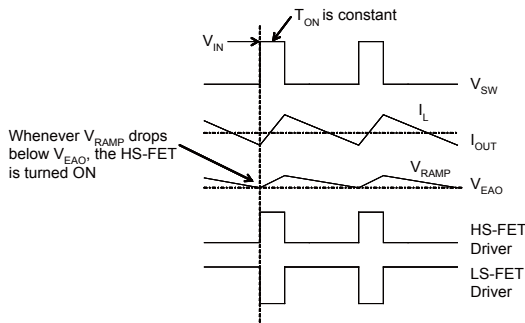 T_ON is constant
V_IN
V_SW
I_L
I_OUT
Whenever V_RAMP drops
below V_EAO, the HS-FET
is turned ON
V_RAMP
V_EAO
HS-FET
Driver
LS-FET
Driver